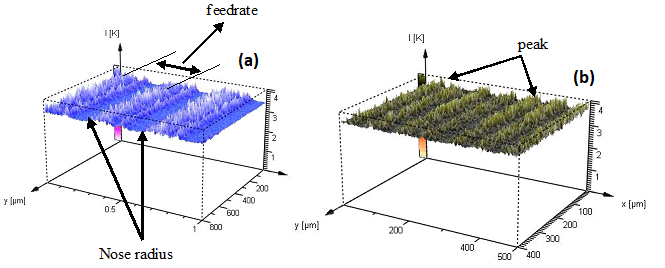 feedrate
I [K]
(a)
4
3
2
1
200
400
600
800
0.5
1
y [µm]
Nose radius
I [K]
peak
(b)
4
3
2
1
x [µm]
100
200
300
400
200
400
500
y [µm]